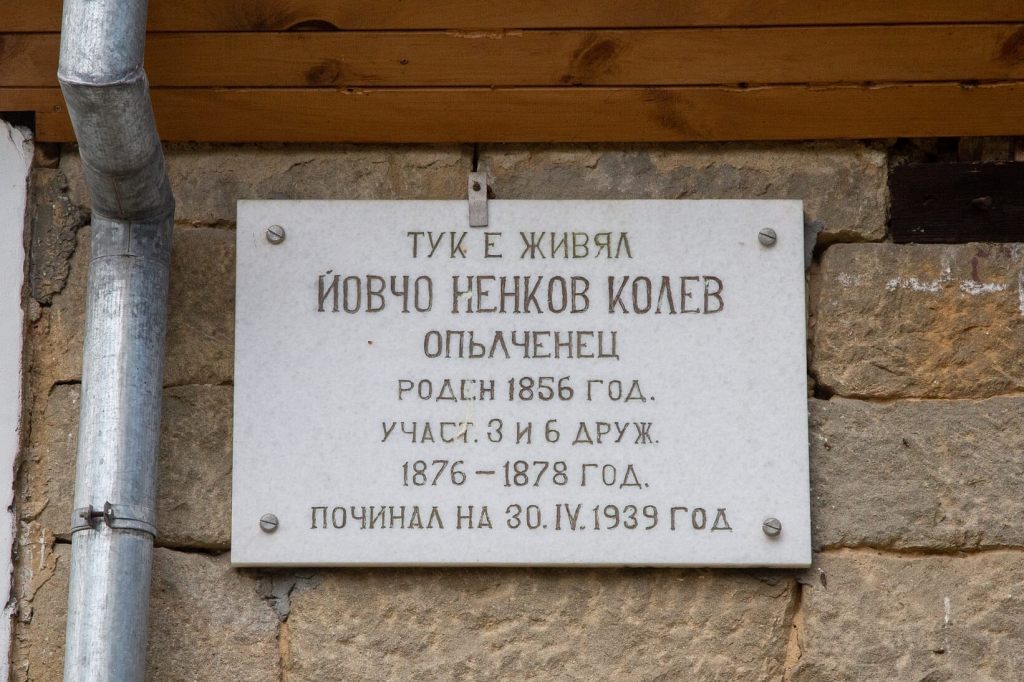 ТУК Е ЖИВЯЛ
ЙОВЧО НЕНКОВ КОЛЕВ
ОПЪЛЧЕНЕЦ
РОДЕН 1856 ГОД.
УЧАСТ. 3 И 6 ДРУЖ.
1876 – 1878 ГОД.
ПОЧИНАЛ НА 30. IV. 1939 ГОД